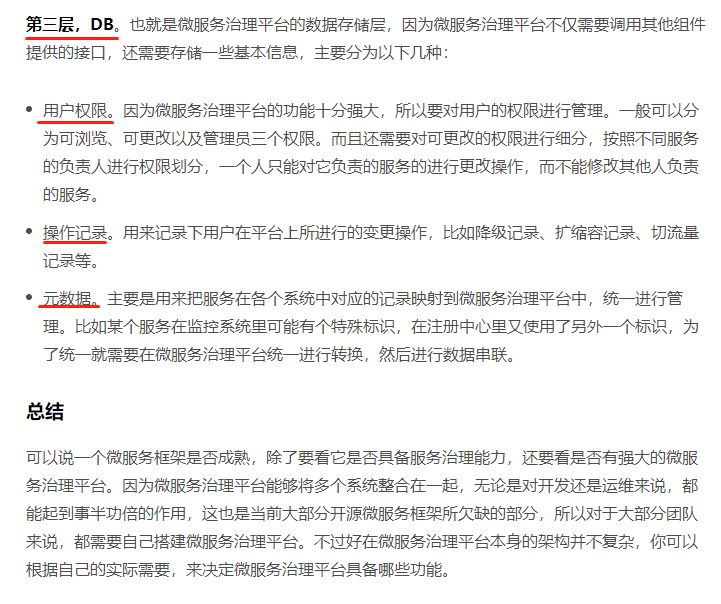 第三层，DB。也就是微服务治理平台的数据存储层，因为微服务治理平台不仅需要调用其他组件
提供的接口，还需要存储一些基本信息，主要分为以下几种：
用户权限。因为微服务治理平台的功能十分强大，所以要对用户的权限进行管理。一般可以分
为可浏览、可更改以及管理员三个权限。而且还需要对可更改的权限进行细分，按照不同服务
的负责人进行权限划分，一个人只能对它负责的服务的进行更改操作，而不能修改其他人负责
的服务。
操作记录。用来记录下用户在平台上所进行的变更操作，比如降级记录、扩缩容记录、切流量
记录等。
元数据。主要是用来把服务在各个系统中对应的记录映射到微服务治理平台中，统一进行管
理。比如某个服务在监控系统里可能有个特殊标识，在注册中心里又使用了另外一个标识，为
了统一就需要在微服务治理平台统一进行转换，然后进行数据串联。
总结
可以说一个微服务框架是否成熟，除了要看它是否具备服务治理能力，还要看是否有强大的微服
务治理平台。因为微服务治理平台能够将多个系统整合在一起，无论是对开发还是运维来说，都
能起到事半功倍的作用，这也是当前大部分开源微服务框架所欠缺的部分，所以对于大部分团队
来说，都需要自己搭建微服务治理平台。不过好在微服务治理平台本身的架构并不复杂，你可以
根据自己的实际需要，来决定微服务治理平台具备哪些功能。